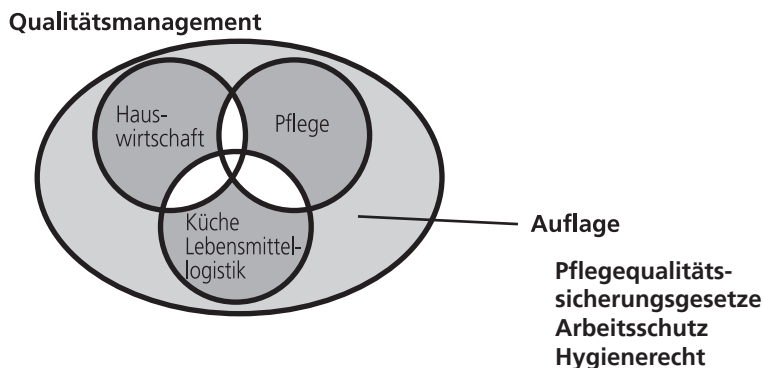 Qualitätsmanagement
Haus-
wirtschaft
Pflege
Küche
Lebensmittel-
logistik
Auflage
Pflegequalitäts-
sicherungsgesetze
Arbeitsschutz
Hygienerecht